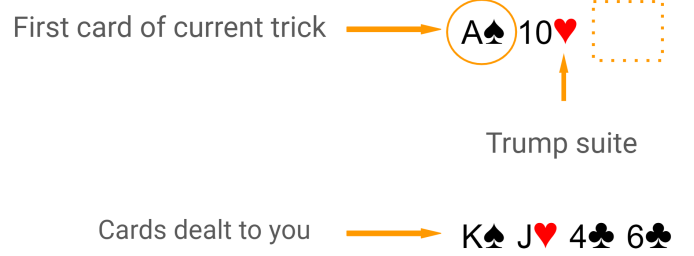 First card of current trick A♠ 10♥
Trump suite
Cards dealt to you K♠ J♥ 4♣ 6♣